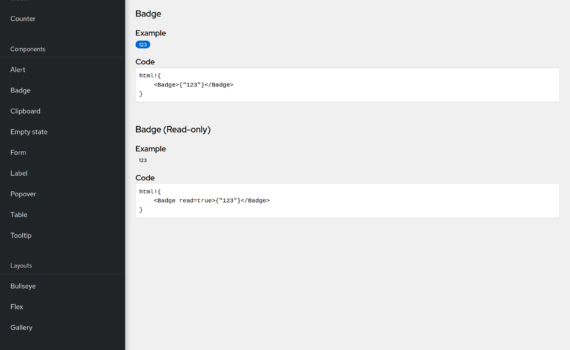 Counter
Components
Alert
Badge
Clipboard
Empty state
Form
Label
Popover
Table
Tooltip
Layouts
Bullseye
Flex
Gallery
Badge
Example
123
Code
html!{
    <Badge>{"123"}</Badge>
}
Badge (Read-only)
Example
123
Code
html!{
    <Badge read=true>{"123"}</Badge>
}